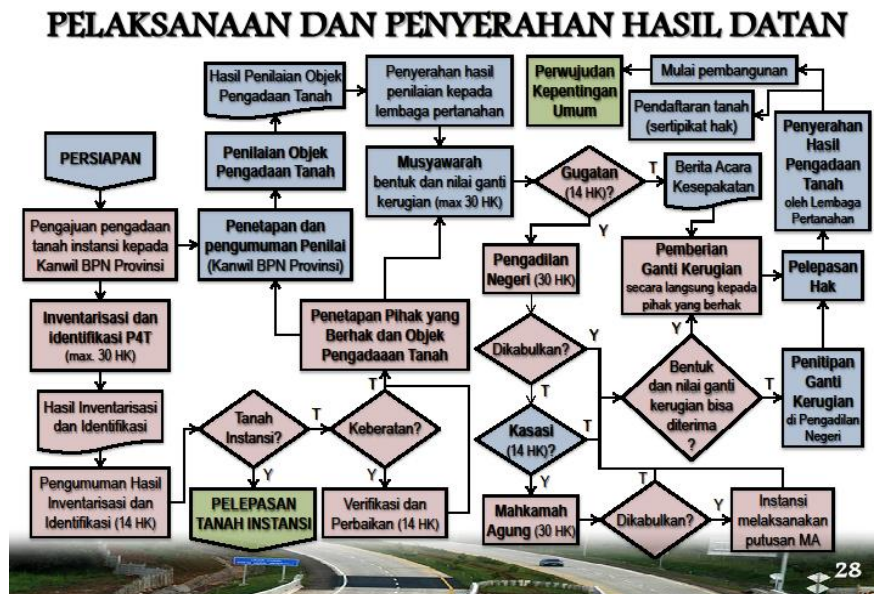 PELAKSANAAN DAN PENYERAHAN HASIL DATAN
PERSIAPAN
Pengajuan pengadaan
tanah instansi kepada
Kanwil BPN Provinsi
Inventarisasi dan
identifikasi P4T
(max. 30 HK)
Hasil Inventarisasi
dan Identifikasi
Pengumuman Hasil
Inventarisasi dan
Identifikasi (14 HK)
Hasil Penilaian Objek
Pengadaan Tanah
Penilaian Objek
Pengadaan Tanah
Penetapan dan
pengumuman Penilai
(Kanwil BPN Provinsi)
Tanah
Instansi?
T
Y
PELEPASAN
TANAH INSTANSI
Penyerahan hasil
penilaian kepada
lembaga pertanahan
Musyawarah
bentuk dan nilai ganti
kerugian (max 30 HK)
Penetapan Pihak yang
Berhak dan Objek
Pengadaaan Tanah
T
Keberatan?
Y
Verifikasi dan
Perbaikan (14 HK)
Perwujudan
Kepentingan
Umum
Mulai pembangunan
Pendaftaran tanah
(sertipikat hak)
Gugatan
(14 HK)?
T
Y
Berita Acara
Kesepakatan
Pengadilan
Negeri (30 HK)
Dikabulkan?
Y
T
Kasasi
(14 HK)?
T
Y
Mahkamah
Agung (30 HK)
Dikabulkan?
T
Y
Instansi
melaksanakan
putusan MA
Pemberian
Ganti Kerugian
secara langsung kepada
pihak yang berhak
Y
Bentuk
dan nilai ganti
kerugian bisa
diterima
?
T
Penyerahan
Hasil
Pengadaan
Tanah
oleh Lembaga
Pertanahan
Pelepasan
Hak
Penitipan
Ganti
Kerugian
di Pengadilan
Negeri
28